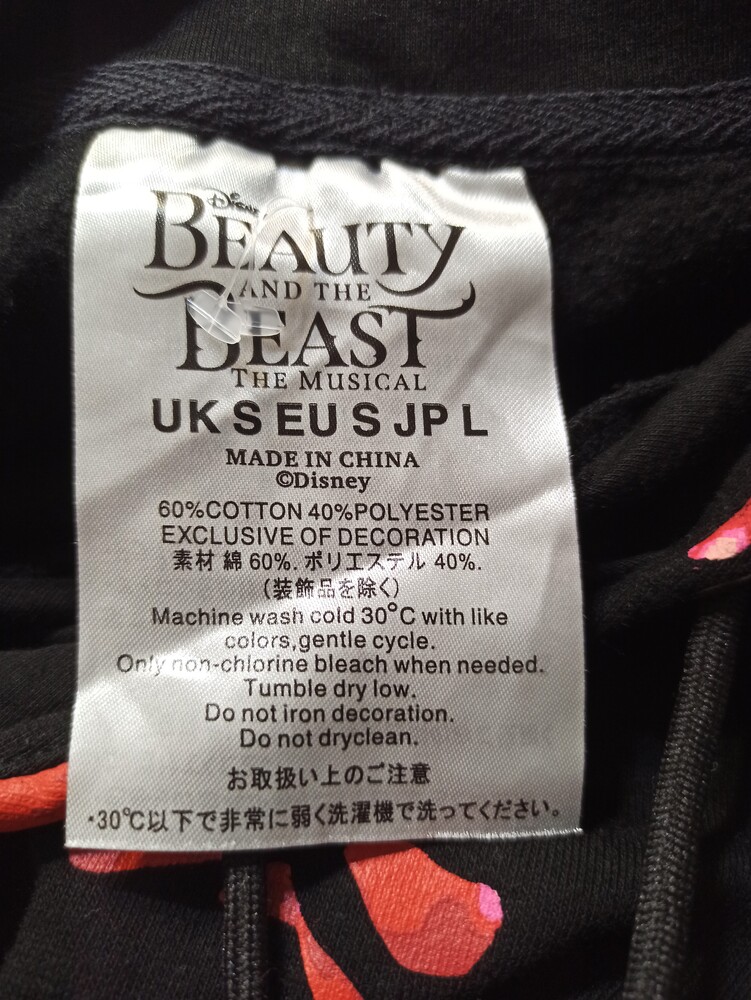 Disney
BEAUTY
AND THE
BEAST
THE MUSICAL
UK S EU S JP L
MADE IN CHINA
©Disney
60%COTTON 40%POLYESTER
EXCLUSIVE OF DECORATION
素材 綿 60%. ポリエステル 40%.
(装飾品を除く)
Machine wash cold 30°C with like
colors,gentle cycle.
Only non-chlorine bleach when needed.
Tumble dry low.
Do not iron decoration.
Do not dryclean.
お取扱い上のご注意
・30℃以下で非常に弱く洗濯機で洗ってください。